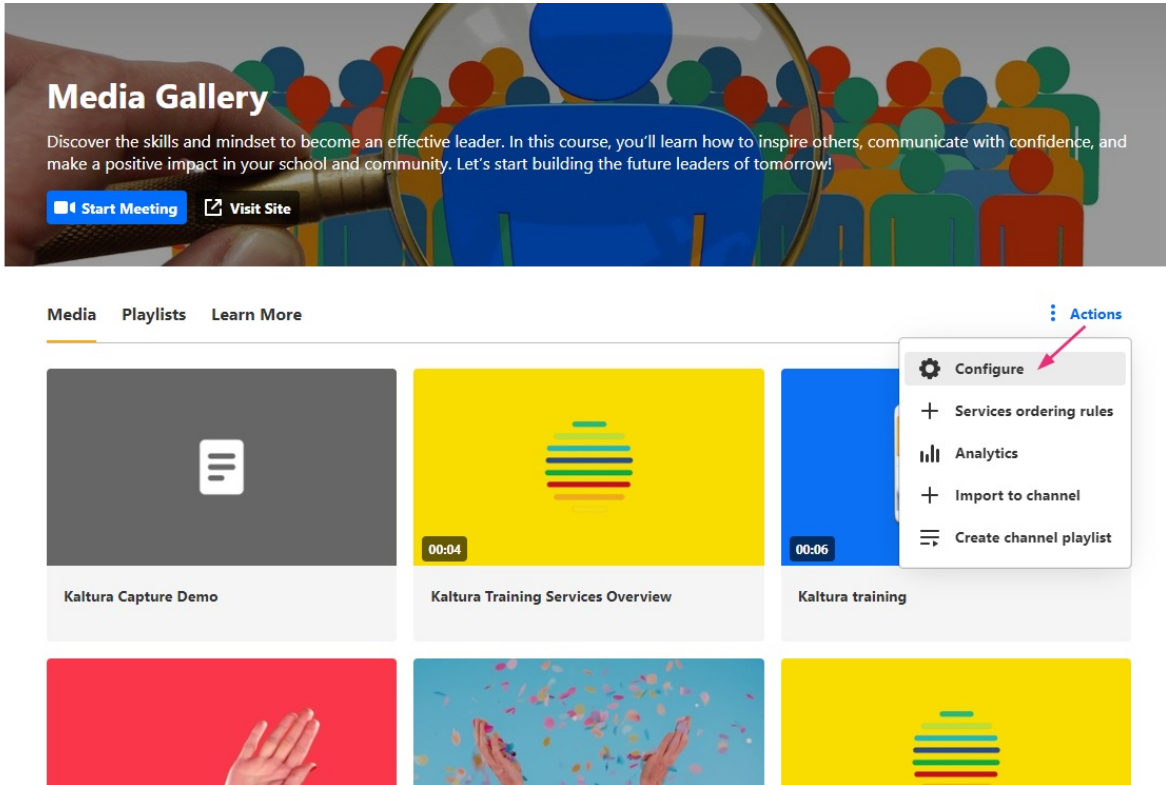 Media Gallery
Discover the skills and mindset to become an effective leader. In this course, you'll learn how to inspire others, communicate with confidence, and
make a positive impact in your school and community. Let's start building the future leaders of tomorrow!
Start Meeting
Visit Site
Media
Playlists
Learn More
Actions
Configure
Services ordering rules
Analytics
Import to channel
Create channel playlist
00:04
00:06
Kaltura Capture Demo
Kaltura Training Services Overview
Kaltura training